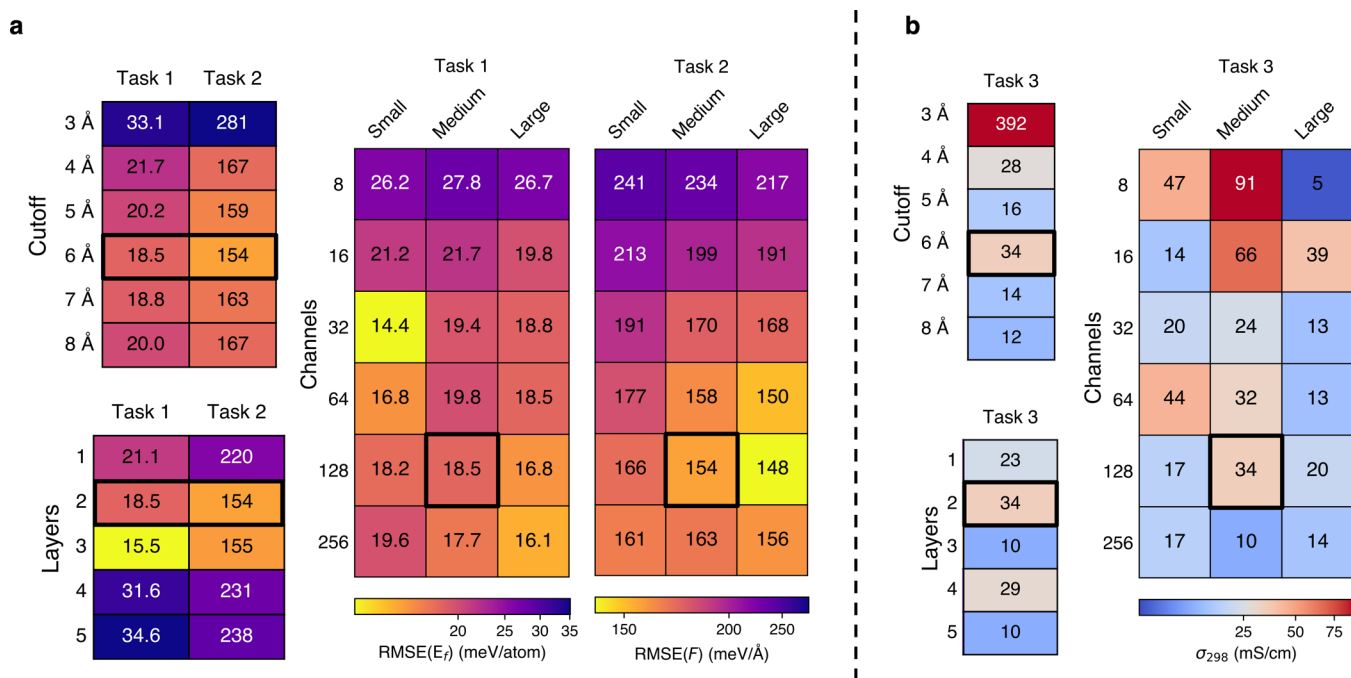 a
Task 1 Task 2
3 Å 33.1 281
4 Å 21.7 167
5 Å 20.2 159
6 Å 18.5 154
7 Å 18.8 163
8 Å 20.0 167
Cutoff
Task 1 Task 2
1 21.1 220
2 18.5 154
3 15.5 155
4 31.6 231
5 34.6 238
Layers
Task 1 Task 2
Small Medium Large Small Medium Large
8 26.2 27.8 26.7 241 234 217
16 21.2 21.7 19.8 213 199 191
32 14.4 19.4 18.8 191 170 168
64 16.8 19.8 18.5 177 158 150
128 18.2 18.5 16.8 166 154 148
256 19.6 17.7 16.1 161 163 156
Channels
20 25 30 35
RMSE(E_f) (meV/atom)
150 200 250
RMSE(F) (meV/Å)
b
Task 3
3 Å 392
4 Å 28
5 Å 16
6 Å 34
7 Å 14
8 Å 12
Cutoff
Task 3
1 23
2 34
3 10
4 29
5 10
Layers
Task 3
Small Medium Large
8 47 91 5
16 14 66 39
32 20 24 13
64 44 32 13
128 17 34 20
256 17 10 14
Channels
25 50 75
σ₂₉₈ (mS/cm)